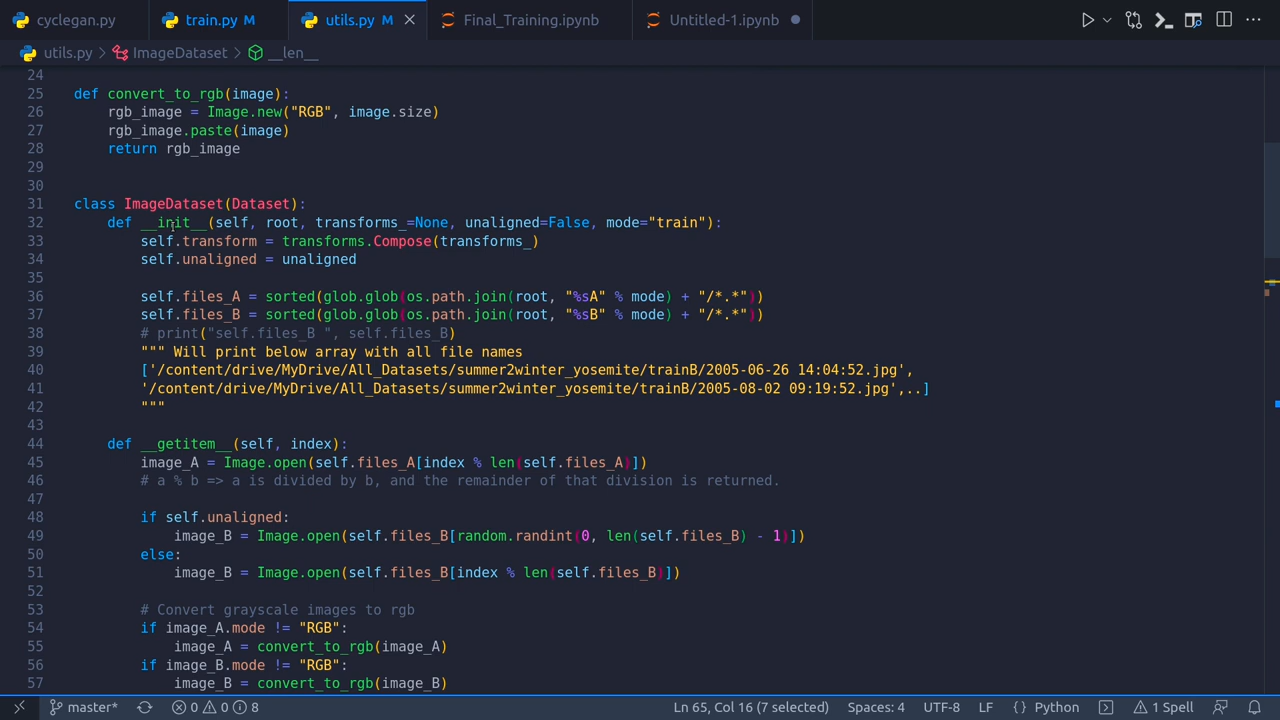 cyclegan.py train.py M utils.py M Final_Training.ipynb Untitled-1.ipynb
utils.py > ImageDataset > __len__
24
25 def convert_to_rgb(image):
26 rgb_image = Image.new("RGB", image.size)
27 rgb_image.paste(image)
28 return rgb_image
29
30
31 class ImageDataset(Dataset):
32 def __init__(self, root, transforms_=None, unaligned=False, mode="train"):
33 self.transform = transforms.Compose(transforms_)
34 self.unaligned = unaligned
35
36 self.files_A = sorted(glob.glob(os.path.join(root, "%sA" % mode) + "/*.*"))
37 self.files_B = sorted(glob.glob(os.path.join(root, "%sB" % mode) + "/*.*"))
38 # print("self.files_B ", self.files_B)
39 """ Will print below array with all file names
40 ['/content/drive/MyDrive/All_Datasets/summer2winter_yosemite/trainB/2005-06-26 14:04:52.jpg',
41 '/content/drive/MyDrive/All_Datasets/summer2winter_yosemite/trainB/2005-08-02 09:19:52.jpg',..]
42 """
43
44 def __getitem__(self, index):
45 image_A = Image.open(self.files_A[index % len(self.files_A)])
46 # a % b => a is divided by b, and the remainder of that division is returned.
47
48 if self.unaligned:
49 image_B = Image.open(self.files_B[random.randint(0, len(self.files_B) - 1)])
50 else:
51 image_B = Image.open(self.files_B[index % len(self.files_B)])
52
53 # Convert grayscale images to rgb
54 if image_A.mode != "RGB":
55 image_A = convert_to_rgb(image_A)
56 if image_B.mode != "RGB":
57 image_B = convert_to_rgb(image_B)
master* 0 0 8 Ln 65, Col 16 (7 selected) Spaces: 4 UTF-8 LF {} Python 1 Spell